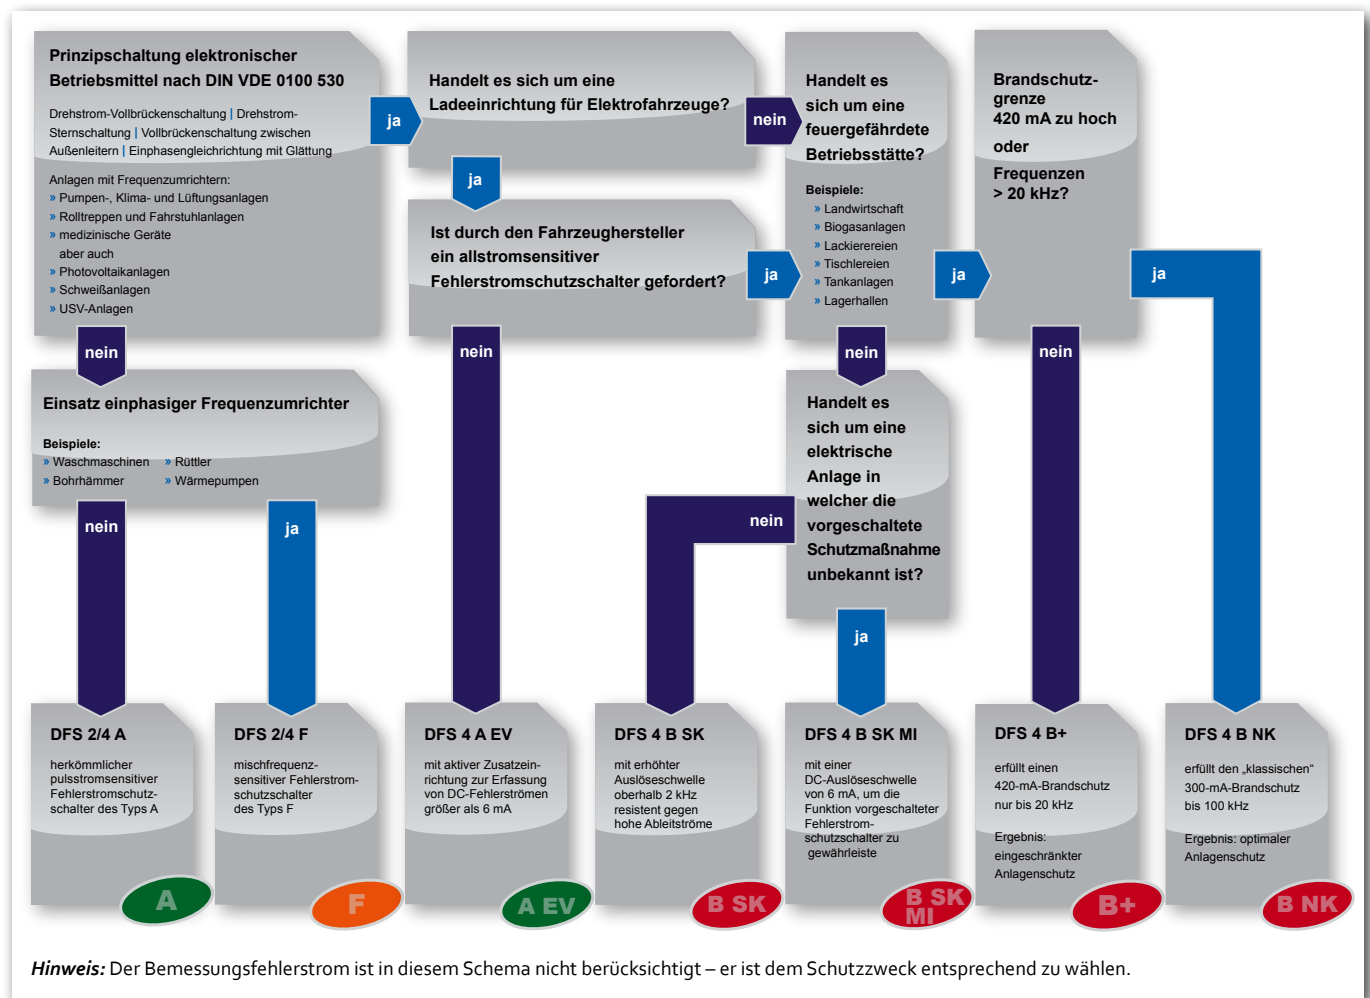 Prinzipschaltung elektronischer
Betriebsmittel nach DIN VDE 0100 530
Drehstrom-Vollbrückenschaltung | Drehstrom-
Sternschaltung | Vollbrückenschaltung zwischen
Außenleitern | Einphasengleichrichtung mit Glättung
Anlagen mit Frequenzumrichtern:
» Pumpen-, Klima- und Lüftungsanlagen
» Rolltreppen und Fahrstuhlanlagen
» medizinische Geräte
aber auch
» Photovoltaikanlagen
» Schweißanlagen
» USV-Anlagen
ja
nein
Handelt es sich um eine
Ladeeinrichtung für Elektrofahrzeuge?
nein
ja
Ist durch den Fahrzeughersteller
ein allstromsensitiver
Fehlerstromschutzschalter gefordert?
ja
nein
Handelt es
sich um eine
feuergefährdete
Betriebsstätte?
Beispiele:
» Landwirtschaft
» Biogasanlagen
» Lackierereien
» Tischlereien
» Tankanlagen
» Lagerhallen
ja
nein
Brandschutz-
grenze
420 mA zu hoch
oder
Frequenzen
> 20 kHz?
ja
nein
Einsatz einphasiger Frequenzumrichter
Beispiele:
» Waschmaschinen » Rüttler
» Bohrhämmer » Wärmepumpen
nein
ja
Handelt es
sich um eine
elektrische
Anlage in
welcher die
vorgeschaltete
Schutzmaßnahme
unbekannt ist?
nein
ja
DFS 2/4 A
herkömmlicher
pulsstromsensitiver
Fehlerstromschutz-
schalter des Typs A
A
DFS 2/4 F
mischfrequenz-
sensitiver Fehlerstrom-
schutzschalter
des Typs F
F
DFS 4 A EV
mit aktiver Zusatzein-
richtung zur Erfassung
von DC-Fehlerströmen
größer als 6 mA
A EV
DFS 4 B SK
mit erhöhter
Auslöseschwelle
oberhalb 2 kHz
resistent gegen
hohe Ableitströme
B SK
DFS 4 B SK MI
mit einer
DC-Auslöseschwelle
von 6 mA, um die
Funktion vorgeschalteter
Fehlerstrom-
schutzschalter zu
gewährleiste
B SK
MI
DFS 4 B+
erfüllt einen
420-mA-Brandschutz
nur bis 20 kHz
Ergebnis:
eingeschränkter
Anlagenschutz
B+
DFS 4 B NK
erfüllt den „klassischen“
300-mA-Brandschutz
bis 100 kHz
Ergebnis: optimaler
Anlagenschutz
B NK
Hinweis: Der Bemessungsfehlerstrom ist in diesem Schema nicht berücksichtigt – er ist dem Schutzzweck entsprechend zu wählen.